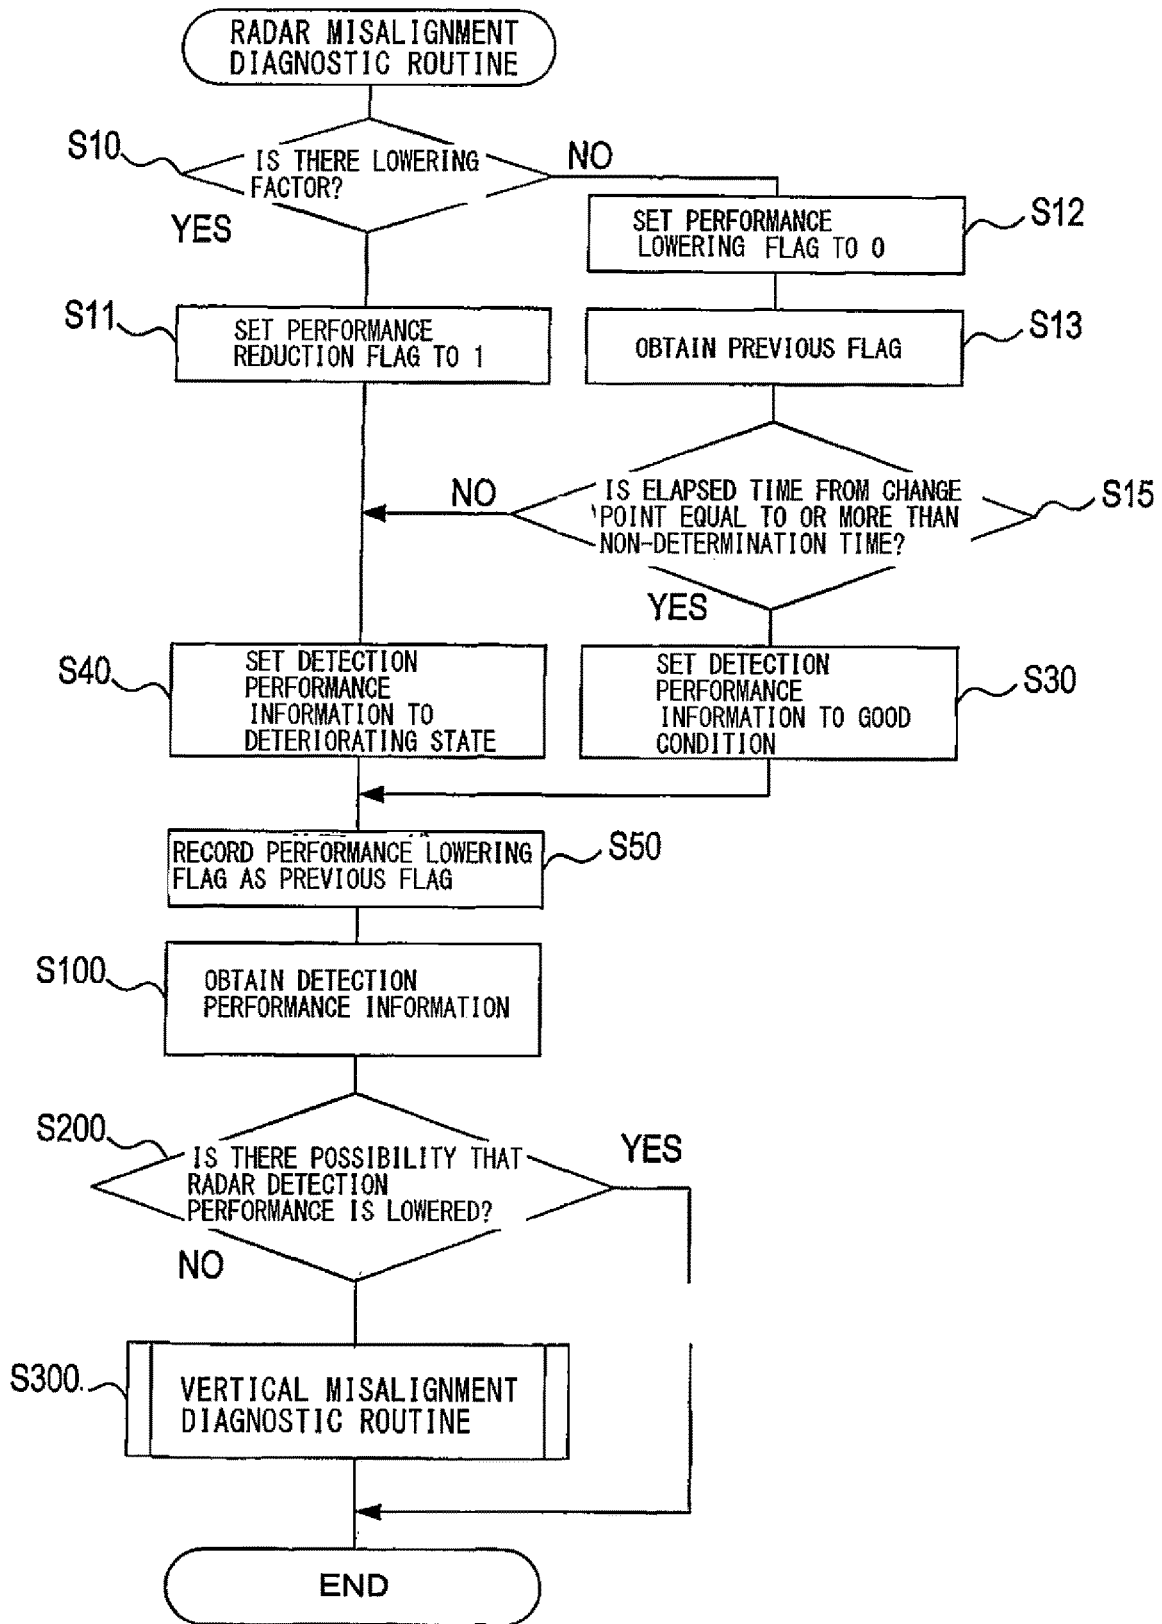 RADAR MISALIGNMENT
DIAGNOSTIC ROUTINE
S10
IS THERE LOWERING
FACTOR?
NO
YES
SET PERFORMANCE
LOWERING FLAG TO 0
S12
S11
SET PERFORMANCE
REDUCTION FLAG TO 1
OBTAIN PREVIOUS FLAG
S13
NO
IS ELAPSED TIME FROM CHANGE
POINT EQUAL TO OR MORE THAN
NON-DETERMINATION TIME?
S15
YES
S40
SET DETECTION
PERFORMANCE
INFORMATION TO
DETERIORATING STATE
SET DETECTION
PERFORMANCE
INFORMATION TO GOOD
CONDITION
S30
RECORD PERFORMANCE LOWERING
FLAG AS PREVIOUS FLAG
S50
S100
OBTAIN DETECTION
PERFORMANCE INFORMATION
S200
IS THERE POSSIBILITY THAT
RADAR DETECTION
PERFORMANCE IS LOWERED?
YES
NO
S300
VERTICAL MISALIGNMENT
DIAGNOSTIC ROUTINE
END